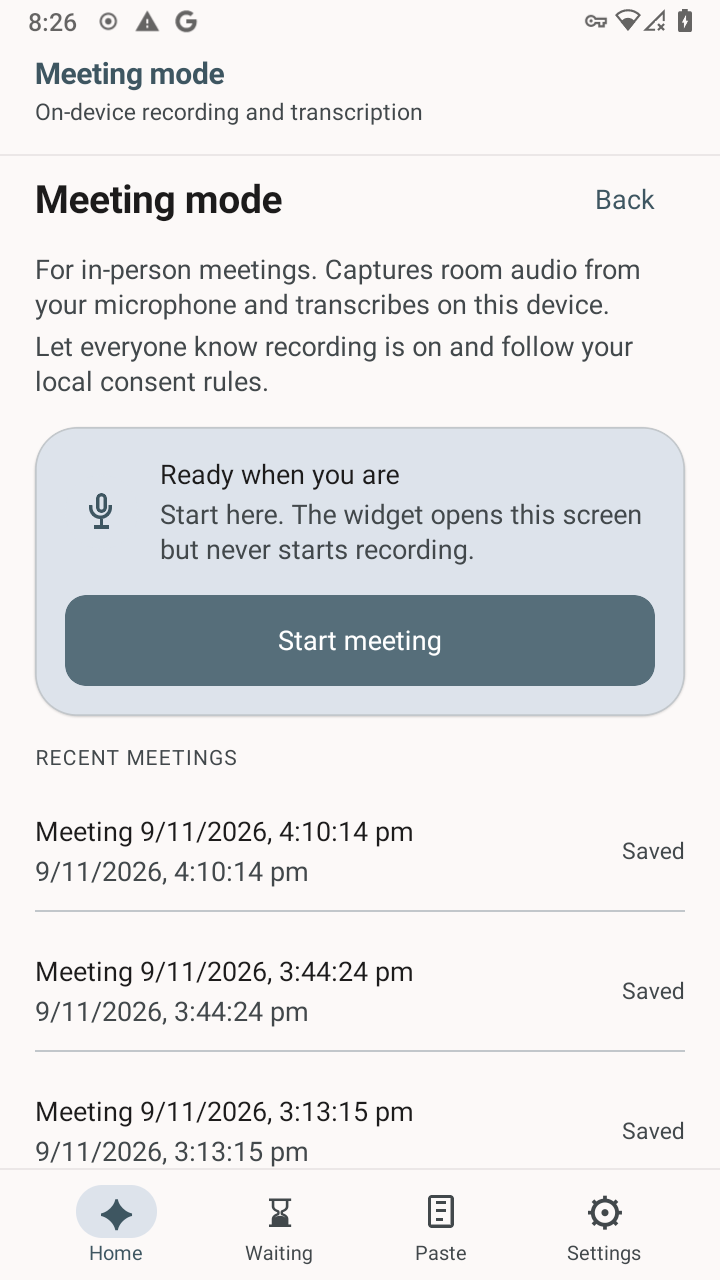 8:26
Meeting mode
On-device recording and transcription
Meeting mode
Back
For in-person meetings. Captures room audio from
your microphone and transcribes on this device.
Let everyone know recording is on and follow your
local consent rules.
Ready when you are
Start here. The widget opens this screen
but never starts recording.
Start meeting
RECENT MEETINGS
Meeting 9/11/2026, 4:10:14 pm
9/11/2026, 4:10:14 pm
Saved
Meeting 9/11/2026, 3:44:24 pm
9/11/2026, 3:44:24 pm
Saved
Meeting 9/11/2026, 3:13:15 pm
9/11/2026, 3:13:15 pm
Saved
Home
Waiting
Paste
Settings